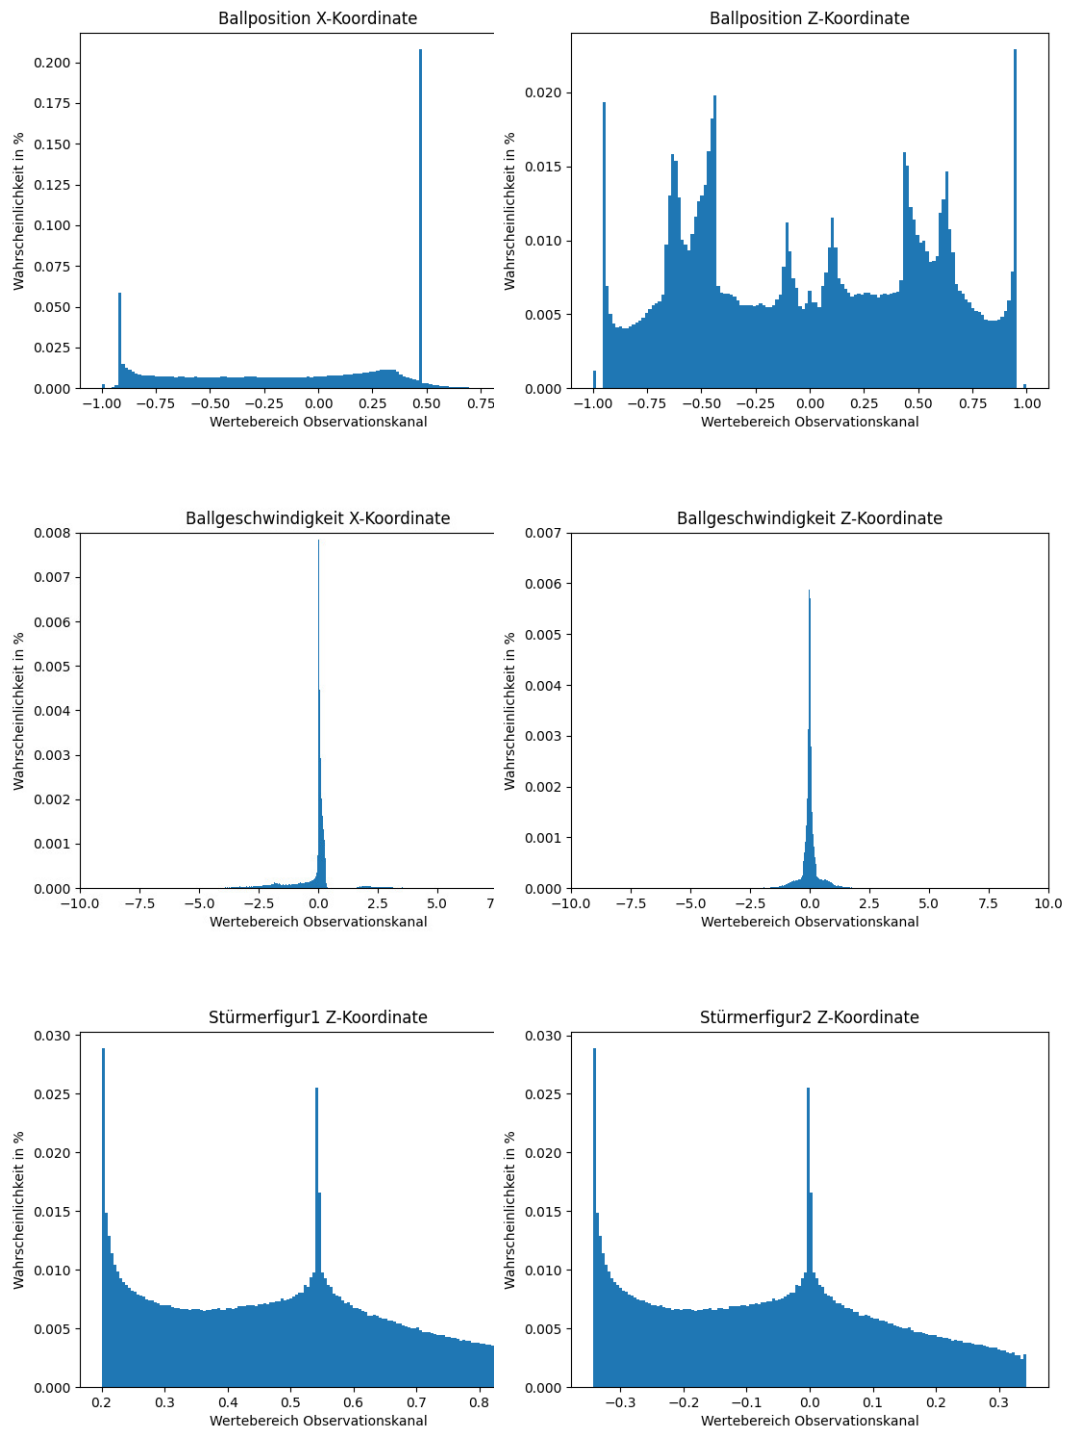 Ballposition X-Koordinate
Wahrscheinlichkeit in %
0.200
0.175
0.150
0.125
0.100
0.075
0.050
0.025
0.000
−1.00 −0.75 −0.50 −0.25 0.00 0.25 0.50 0.75
Wertebereich Observationskanal
Ballposition Z-Koordinate
Wahrscheinlichkeit in %
0.020
0.015
0.010
0.005
0.000
−1.00 −0.75 −0.50 −0.25 0.00 0.25 0.50 0.75 1.00
Wertebereich Observationskanal
Ballgeschwindigkeit X-Koordinate
Wahrscheinlichkeit in %
0.008
0.007
0.006
0.005
0.004
0.003
0.002
0.001
0.000
−10.0 −7.5 −5.0 −2.5 0.0 2.5 5.0 7
Wertebereich Observationskanal
Ballgeschwindigkeit Z-Koordinate
Wahrscheinlichkeit in %
0.007
0.006
0.005
0.004
0.003
0.002
0.001
0.000
−10.0 −7.5 −5.0 −2.5 0.0 2.5 5.0 7.5 10.0
Wertebereich Observationskanal
Stürmerfigur1 Z-Koordinate
Wahrscheinlichkeit in %
0.030
0.025
0.020
0.015
0.010
0.005
0.000
0.2 0.3 0.4 0.5 0.6 0.7 0.8
Wertebereich Observationskanal
Stürmerfigur2 Z-Koordinate
Wahrscheinlichkeit in %
0.030
0.025
0.020
0.015
0.010
0.005
0.000
−0.3 −0.2 −0.1 0.0 0.1 0.2 0.3
Wertebereich Observationskanal